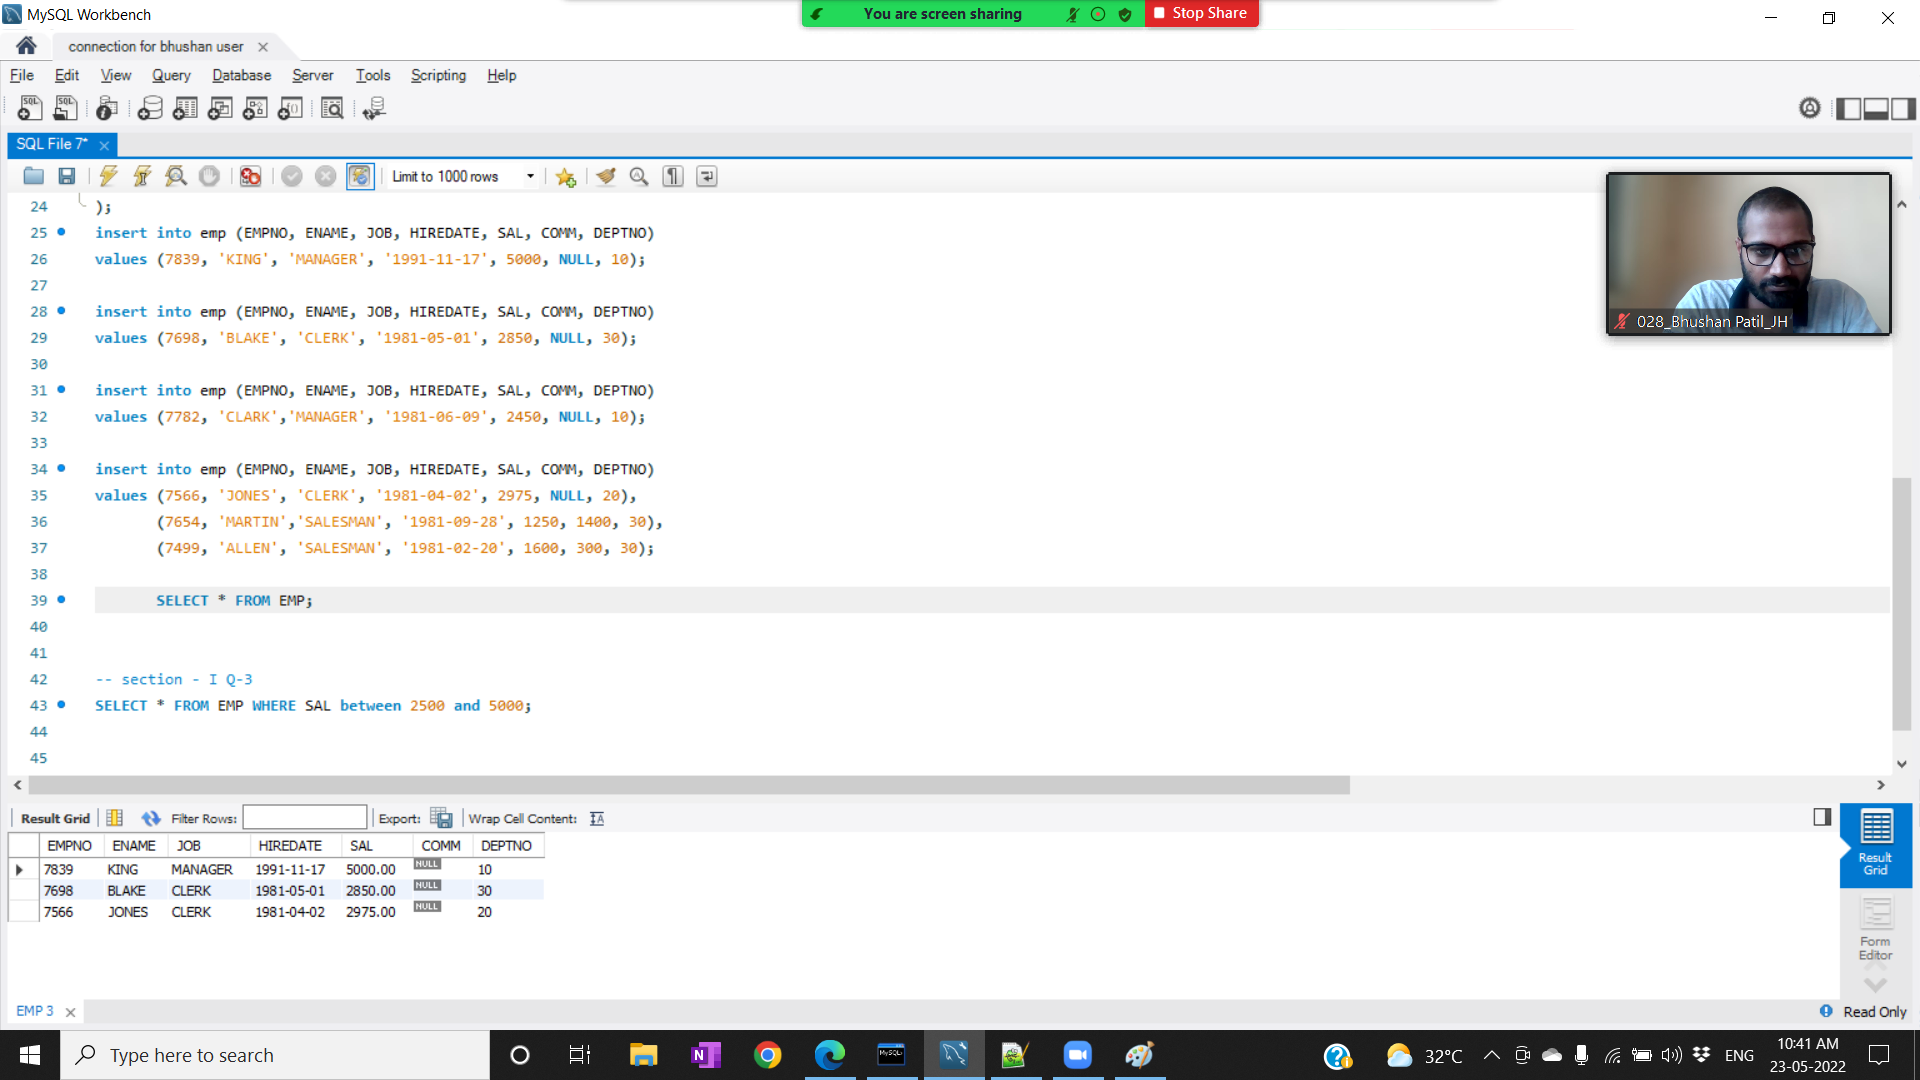 MySQL Workbench
You are screen sharing
Stop Share
connection for bhushan user
File Edit View Query Database Server Tools Scripting Help
SQL File 7*
Limit to 1000 rows
24 );
25 insert into emp (EMPNO, ENAME, JOB, HIREDATE, SAL, COMM, DEPTNO)
26 values (7839, 'KING', 'MANAGER', '1991-11-17', 5000, NULL, 10);
27
28 insert into emp (EMPNO, ENAME, JOB, HIREDATE, SAL, COMM, DEPTNO)
29 values (7698, 'BLAKE', 'CLERK', '1981-05-01', 2850, NULL, 30);
30
31 insert into emp (EMPNO, ENAME, JOB, HIREDATE, SAL, COMM, DEPTNO)
32 values (7782, 'CLARK','MANAGER', '1981-06-09', 2450, NULL, 10);
33
34 insert into emp (EMPNO, ENAME, JOB, HIREDATE, SAL, COMM, DEPTNO)
35 values (7566, 'JONES', 'CLERK', '1981-04-02', 2975, NULL, 20),
36 (7654, 'MARTIN','SALESMAN', '1981-09-28', 1250, 1400, 30),
37 (7499, 'ALLEN', 'SALESMAN', '1981-02-20', 1600, 300, 30);
38
39 SELECT * FROM EMP;
40
41
42 -- section - I Q-3
43 SELECT * FROM EMP WHERE SAL between 2500 and 5000;
44
45
028_Bhushan Patil_JH
Result Grid Filter Rows: Export: Wrap Cell Content:
EMPNO ENAME JOB HIREDATE SAL COMM DEPTNO
7839 KING MANAGER 1991-11-17 5000.00 NULL 10
7698 BLAKE CLERK 1981-05-01 2850.00 NULL 30
7566 JONES CLERK 1981-04-02 2975.00 NULL 20
Result
Grid
Form
Editor
EMP 3
Read Only
Type here to search
32°C
ENG
10:41 AM
23-05-2022